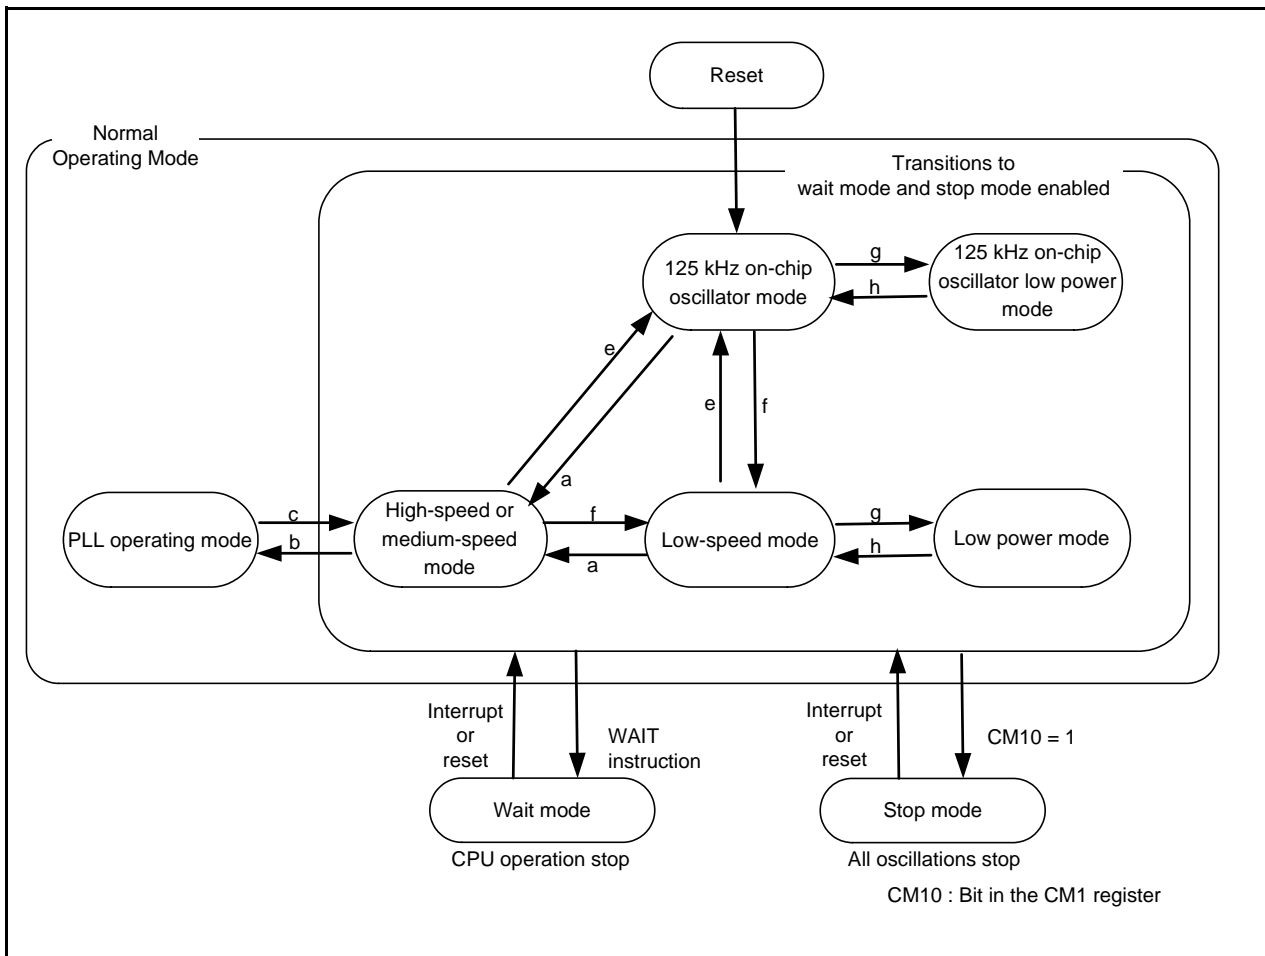 Reset
Normal
Operating Mode
Transitions to
wait mode and stop mode enabled
125 kHz on-chip
oscillator mode
g
h
125 kHz on-chip
oscillator low power
mode
e
a
e
f
PLL operating mode
c
b
High-speed or
medium-speed
mode
f
a
Low-speed mode
g
h
Low power mode
Interrupt
or
reset
WAIT
instruction
Interrupt
or
reset
CM10 = 1
Wait mode
CPU operation stop
Stop mode
All oscillations stop
CM10 : Bit in the CM1 register